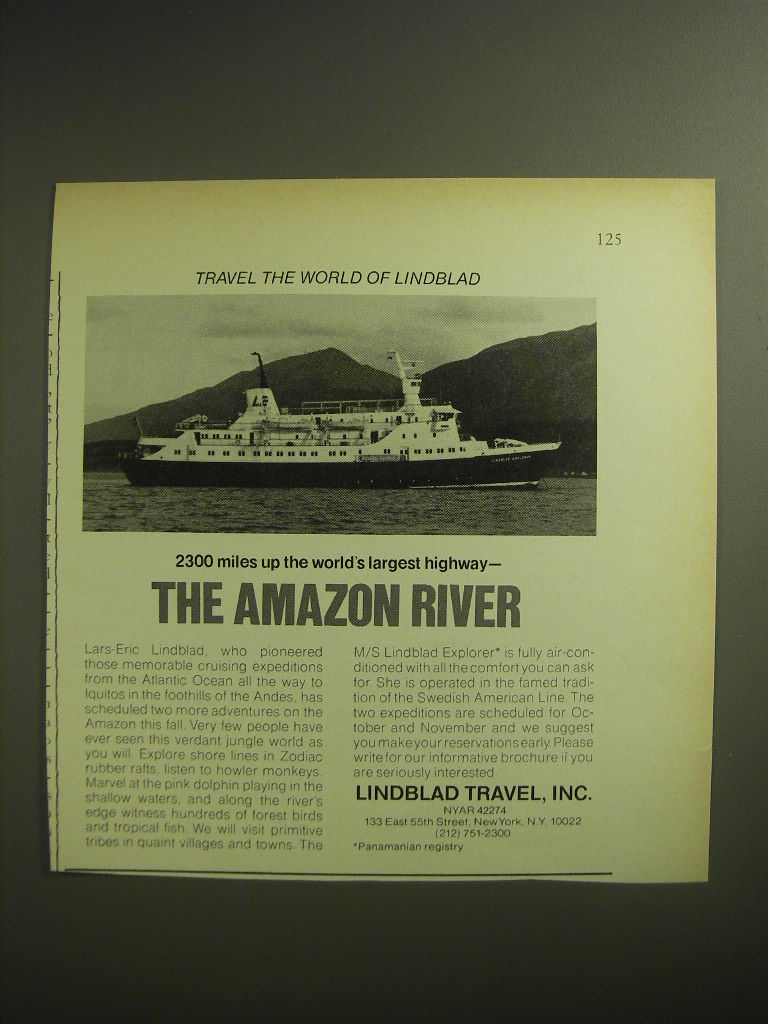 125
TRAVEL THE WORLD OF LINDBLAD
2300 miles up the world's largest highway—
THE AMAZON RIVER
Lars-Eric Lindblad, who pioneered
those memorable cruising expeditions
from the Atlantic Ocean all the way to
Iquitos in the foothills of the Andes, has
scheduled two more adventures on the
Amazon this fall. Very few people have
ever seen this verdant jungle world as
you will. Explore shore lines in Zodiac
rubber rafts, listen to howler monkeys.
Marvel at the pink dolphin playing in the
shallow waters, and along the river's
edge witness hundreds of forest birds
and tropical fish. We will visit primitive
tribes in quaint villages and towns. The
M/S Lindblad Explorer* is fully air-con-
ditioned with all the comfort you can ask
for. She is operated in the famed tradi-
tion of the Swedish American Line. The
two expeditions are scheduled for Oc-
tober and November and we suggest
you make your reservations early. Please
write for our informative brochure if you
are seriously interested.
LINDBLAD TRAVEL, INC.
NYAR 42274
133 East 55th Street, New York, N.Y. 10022
(212) 751-2300
*Panamanian registry